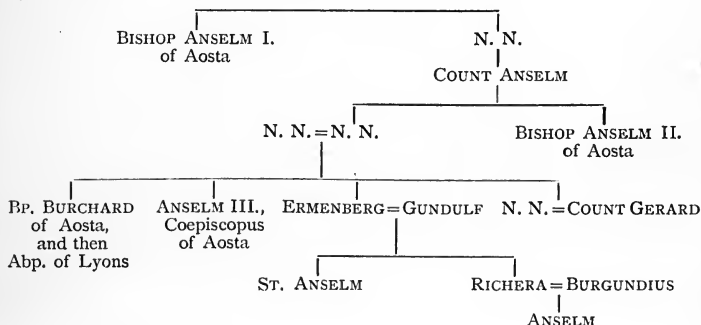 BISHOP ANSELM I. N. N.
of Aosta
COUNT ANSELM
N. N. = N. N. BISHOP ANSELM II.
of Aosta
BP. BURCHARD ANSELM III., ERMENBERG = GUNDULF N. N. = COUNT GERARD
of Aosta, Coepiscopus
and then of Aosta
Abp. of Lyons
ST. ANSELM RICHERA = BURGUNDIUS
ANSELM